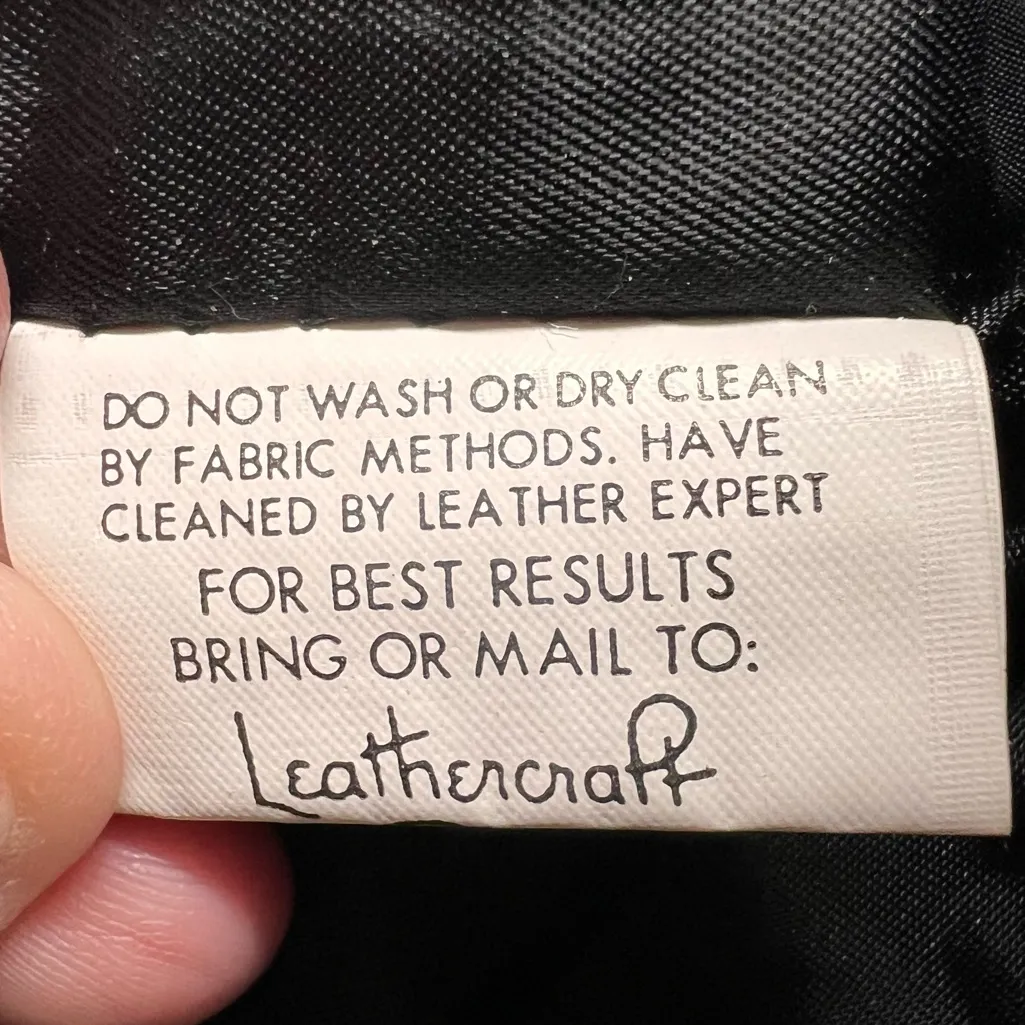 DO NOT WASH OR DRY CLEAN
BY FABRIC METHODS. HAVE
CLEANED BY LEATHER EXPERT
FOR BEST RESULTS
BRING OR MAIL TO:
Leathercraft